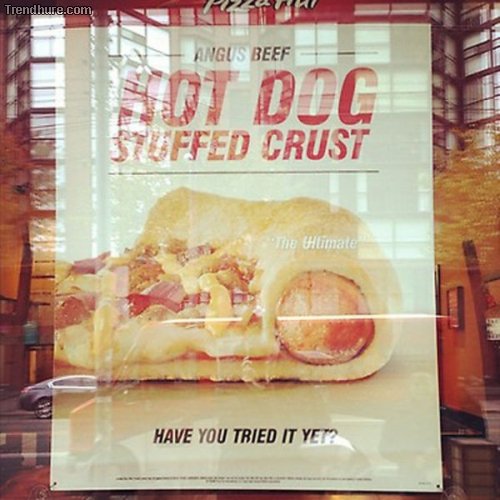 Trendhure.com
Pizza Hut
ANGUS BEEF
HOT DOG
STUFFED CRUST
"The Ultimate"
HAVE YOU TRIED IT YET?